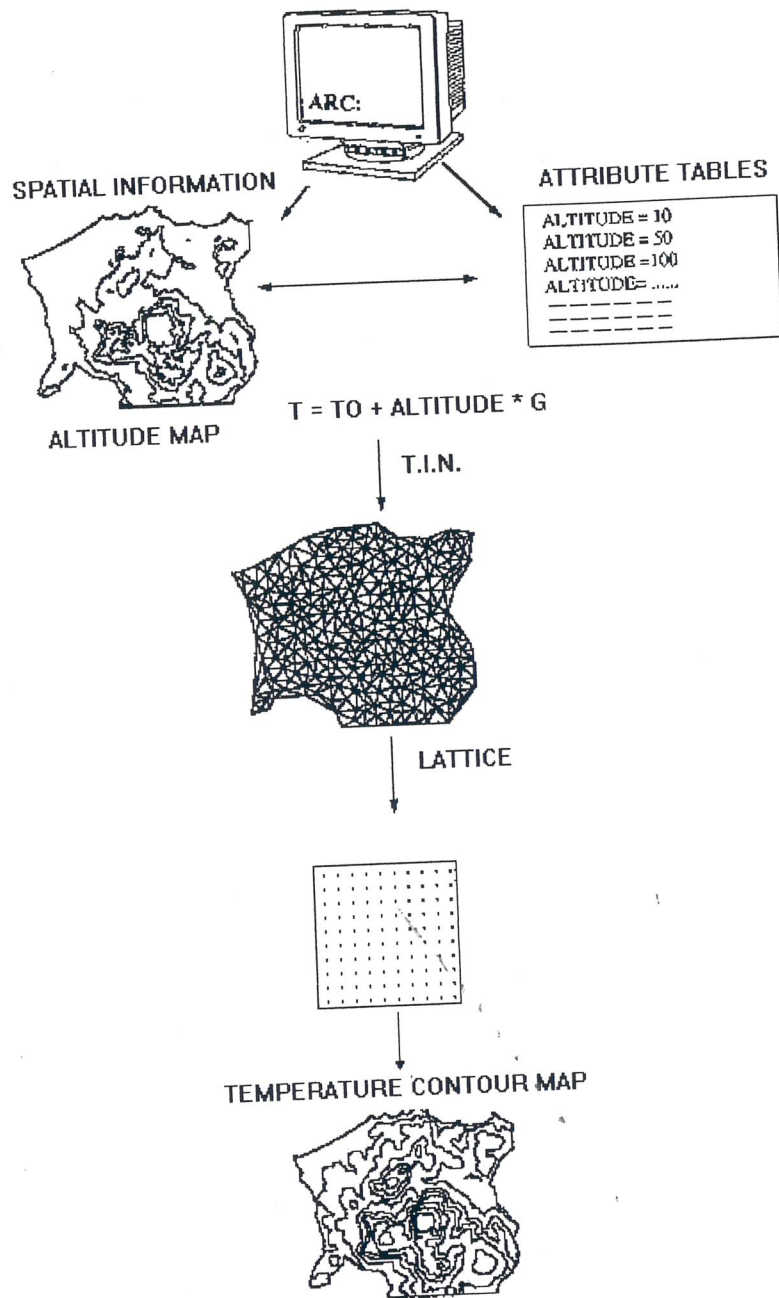 ARC:
SPATIAL INFORMATION
ATTRIBUTE TABLES
ALTITUDE = 10
ALTITUDE = 50
ALTITUDE =100
ALTITUDE= ......
ALTITUDE MAP
T = TO + ALTITUDE * G
T.I.N.
LATTICE
TEMPERATURE CONTOUR MAP